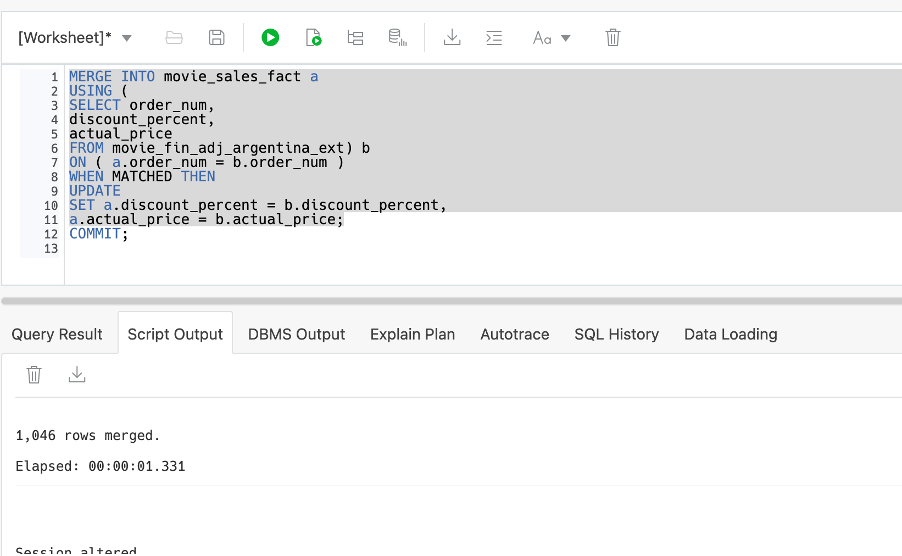 [Worksheet]*
Aa
1 MERGE INTO movie_sales_fact a
2 USING (
3 SELECT order_num,
4 discount_percent,
5 actual_price
6 FROM movie_fin_adj_argentina_ext) b
7 ON ( a.order_num = b.order_num )
8 WHEN MATCHED THEN
9 UPDATE
10 SET a.discount_percent = b.discount_percent,
11 a.actual_price = b.actual_price;
12 COMMIT;
13
Query Result Script Output DBMS Output Explain Plan Autotrace SQL History Data Loading
1,046 rows merged.
Elapsed: 00:00:01.331
Session altered